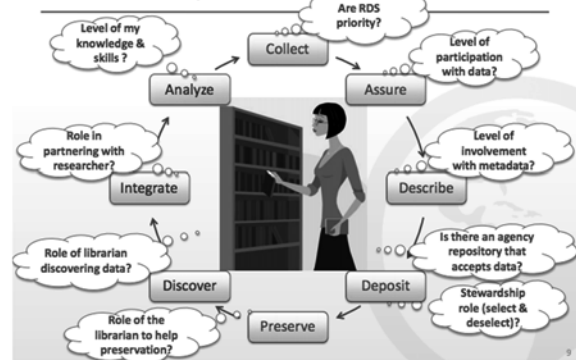 Are RDS
priority?
Collect
Level of my
knowledge &
skills ?
Analyze
Level of
participation
with data?
Assure
Role in
partnering with
researcher?
Integrate
Level of
involvement
with metadata?
Describe
Role of librarian
discovering data?
Discover
Is there an agency
repository that
accepts data?
Deposit
Stewardship
role (select &
deselect)?
Role of the
librarian to help
preservation?
Preserve
9